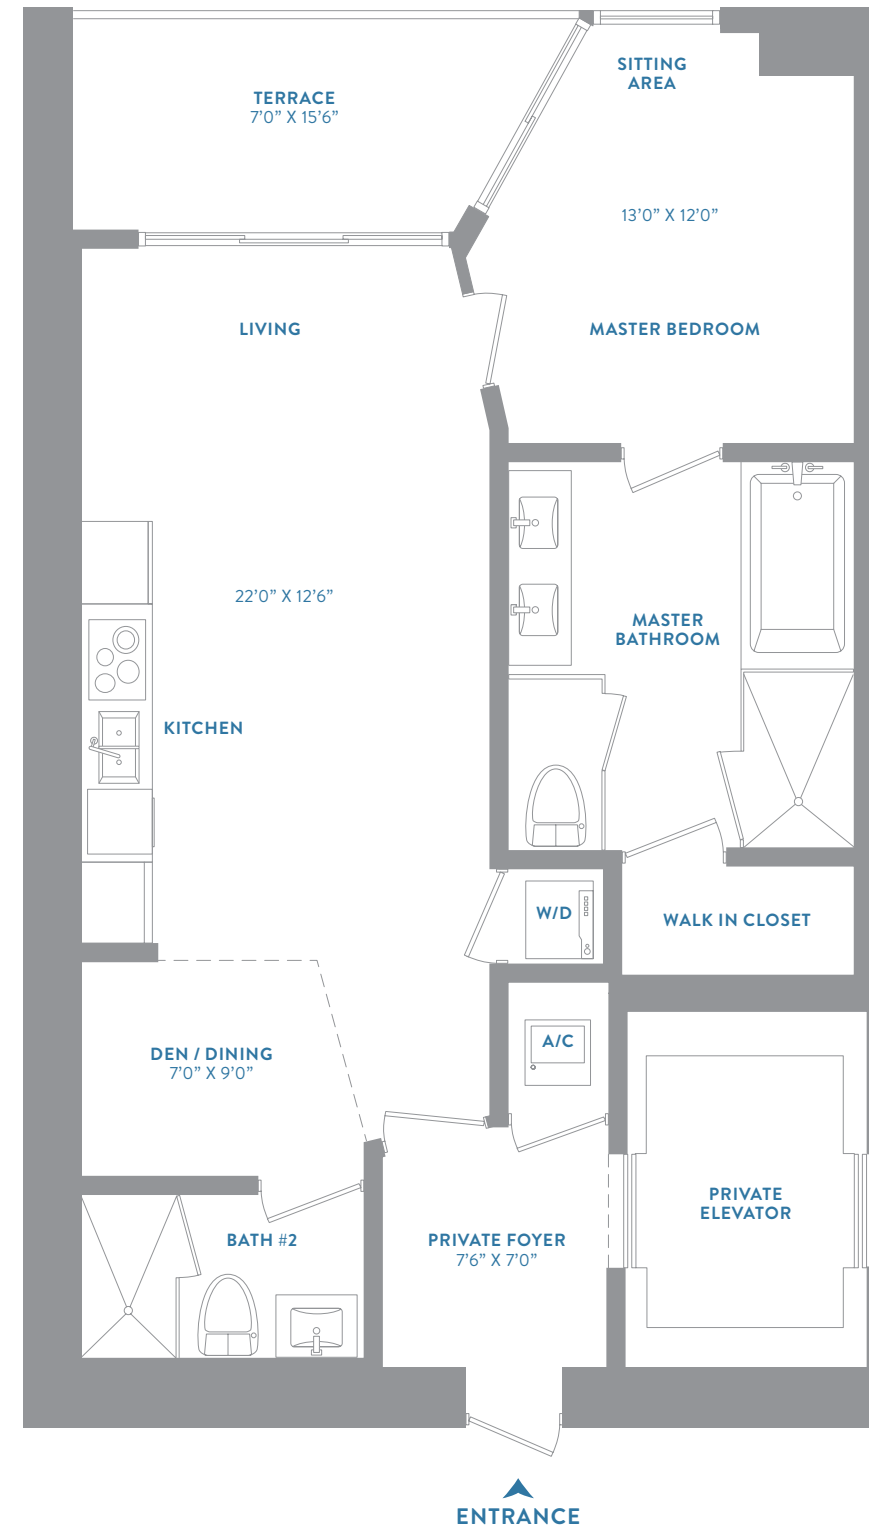 SITTING
AREA
TERRACE
7’0” X 15’6”
13’0” X 12’0”
LIVING
MASTER BEDROOM
22’0” X 12’6”
MASTER
BATHROOM
KITCHEN
W/D
WALK IN CLOSET
A/C
DEN / DINING
7’0” X 9’0”
PRIVATE
ELEVATOR
BATH #2
PRIVATE FOYER
7’6” X 7’0”
ENTRANCE